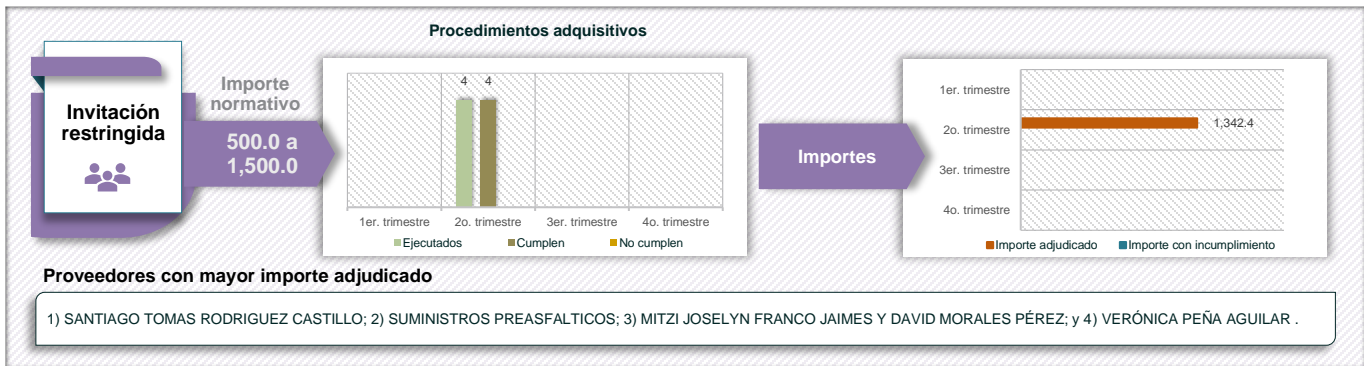 Procedimientos adquisitivos
Invitación
restringida
Importe
normativo
500.0 a
1,500.0
4 4
1er. trimestre 2o. trimestre 3er. trimestre 4o. trimestre
Ejecutados Cumplen No cumplen
Importes
1er. trimestre
2o. trimestre 1,342.4
3er. trimestre
4o. trimestre
Importe adjudicado Importe con incumplimiento
Proveedores con mayor importe adjudicado
1) SANTIAGO TOMAS RODRIGUEZ CASTILLO; 2) SUMINISTROS PREASFALTICOS; 3) MITZI JOSELYN FRANCO JAIMES Y DAVID MORALES PÉREZ; y 4) VERÓNICA PEÑA AGUILAR .